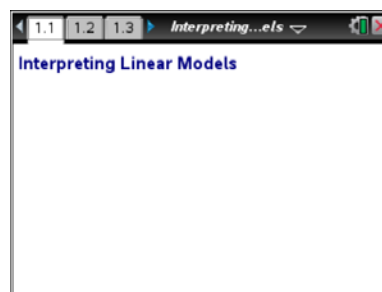 1.1 1.2 1.3 Interpreting...els
Interpreting Linear Models